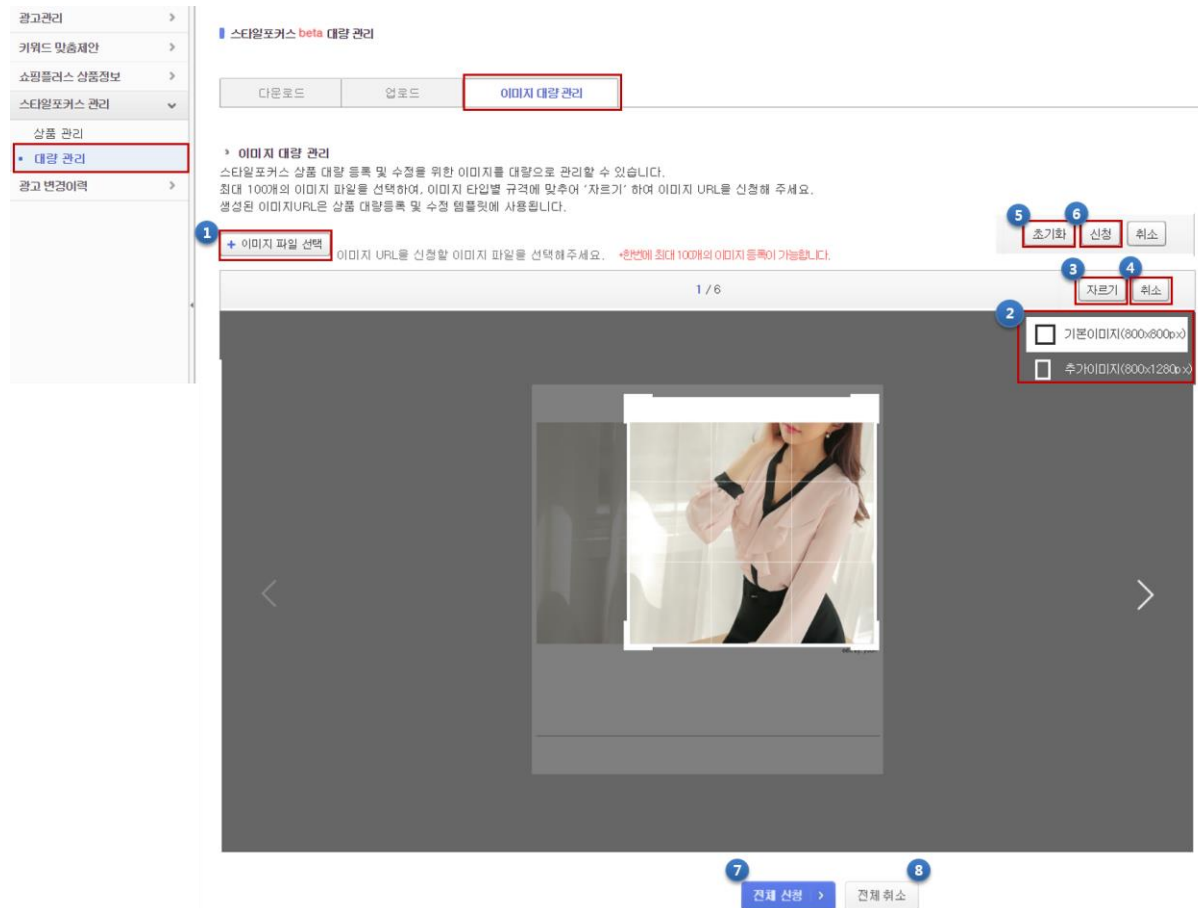 광고관리
키워드 맞춤제안
쇼핑플러스 상품정보
스타일포커스 관리
상품 관리
대량 관리
광고 변경이력
스타일포커스 beta 대량 관리
다운로드
업로드
이미지 대량 관리
이미지 대량 관리
스타일포커스 상품 대량 등록 및 수정을 위한 이미지를 대량으로 관리할 수 있습니다.
최대 100개의 이미지 파일을 선택하여, 이미지 타입별 규격에 맞추어 '자르기' 하여 이미지 URL을 신청해 주세요.
생성된 이미지URL은 상품 대량등록 및 수정 템플릿에 사용됩니다.
5
6
초기화
신청
취소
1
+ 이미지 파일 선택
이미지 URL을 신청할 이미지 파일을 선택해주세요. *한번에 최대 100개의 이미지 등록이 가능합니다.
3
4
1 / 6
자르기
취소
2
기본이미지(800x800px)
추가이미지(800x1280px)
7
8
전체 신청
전체 취소